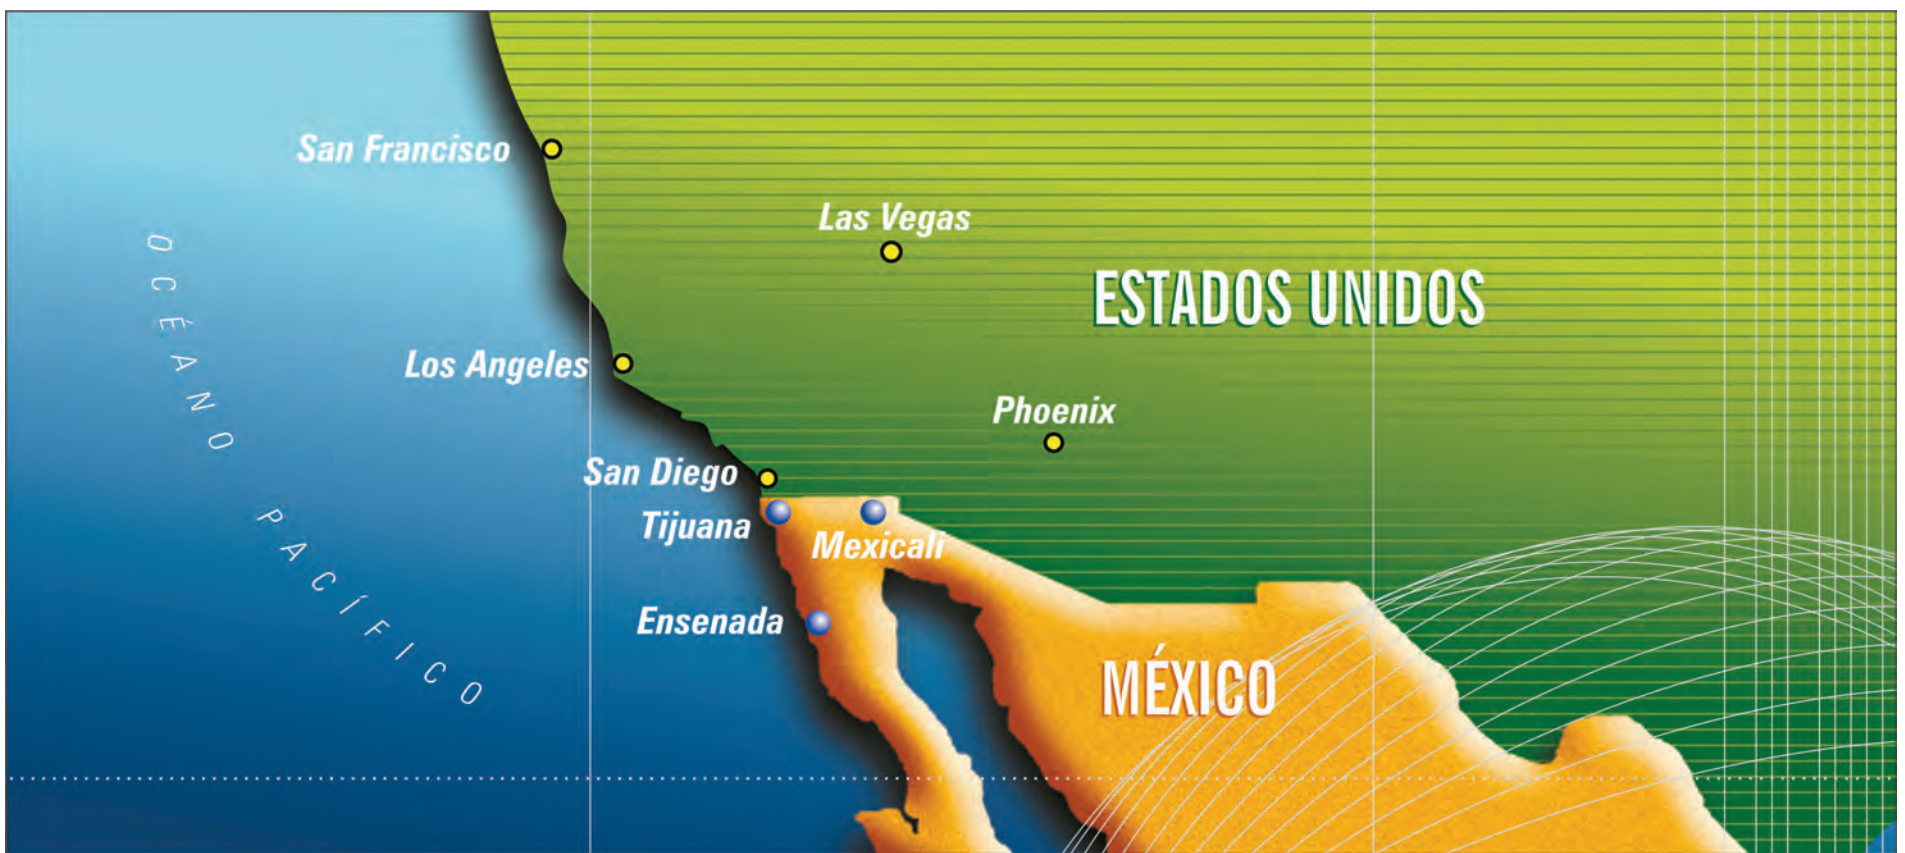 San Francisco
Las Vegas
OCÉANO PACÍFICO
ESTADOS UNIDOS
Los Angeles
Phoenix
San Diego
Tijuana
Mexicali
Ensenada
MÉXICO